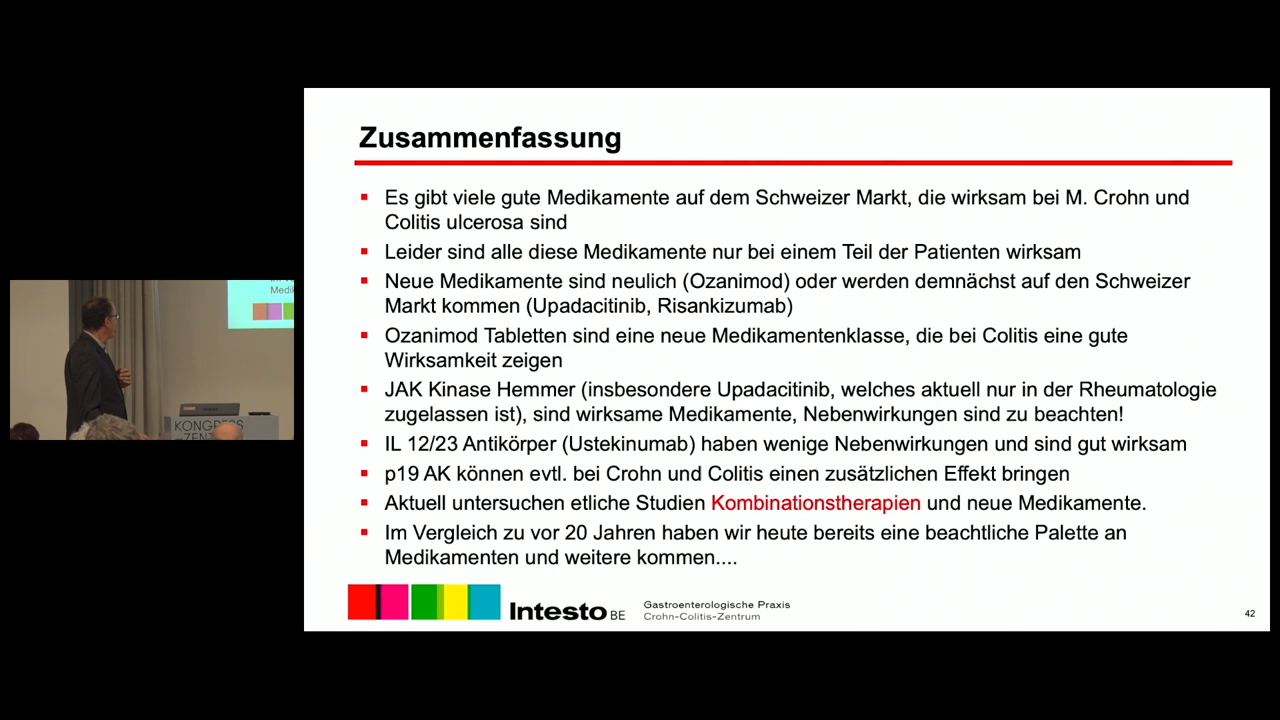 Zusammenfassung
Es gibt viele gute Medikamente auf dem Schweizer Markt, die wirksam bei M. Crohn und
Colitis ulcerosa sind
Leider sind alle diese Medikamente nur bei einem Teil der Patienten wirksam
Neue Medikamente sind neulich (Ozanimod) oder werden demnächst auf den Schweizer
Markt kommen (Upadacitinib, Risankizumab)
Ozanimod Tabletten sind eine neue Medikamentenklasse, die bei Colitis eine gute
Wirksamkeit zeigen
JAK Kinase Hemmer (insbesondere Upadacitinib, welches aktuell nur in der Rheumatologie
zugelassen ist), sind wirksame Medikamente, Nebenwirkungen sind zu beachten!
IL 12/23 Antikörper (Ustekinumab) haben wenige Nebenwirkungen und sind gut wirksam
p19 AK können evtl. bei Crohn und Colitis einen zusätzlichen Effekt bringen
Aktuell untersuchen etliche Studien Kombinationstherapien und neue Medikamente.
Im Vergleich zu vor 20 Jahren haben wir heute bereits eine beachtliche Palette an
Medikamenten und weitere kommen....
Intesto BE
Gastroenterologische Praxis
Crohn-Colitis-Zentrum
42
Medi
KONGRESS